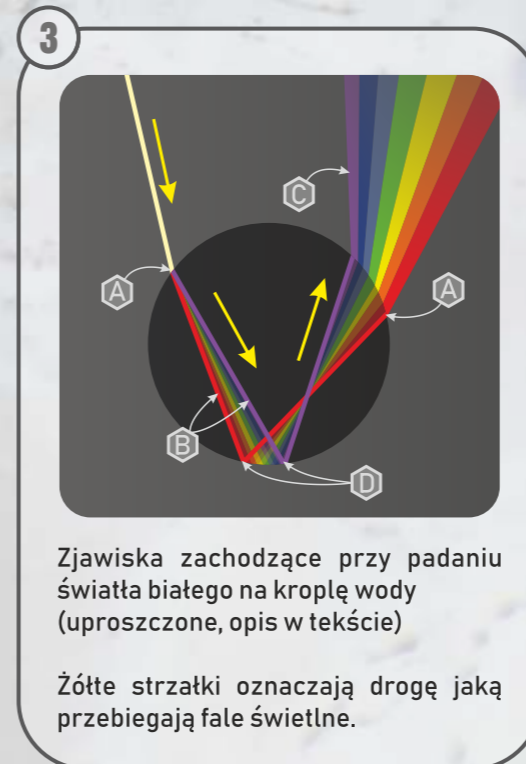 3
C
A
A
B
D
Zjawiska zachodzące przy padaniu
światła białego na kroplę wody
(uproszczone, opis w tekście)
Żółte strzałki oznaczają drogę jaką
przebiegają fale świetlne.